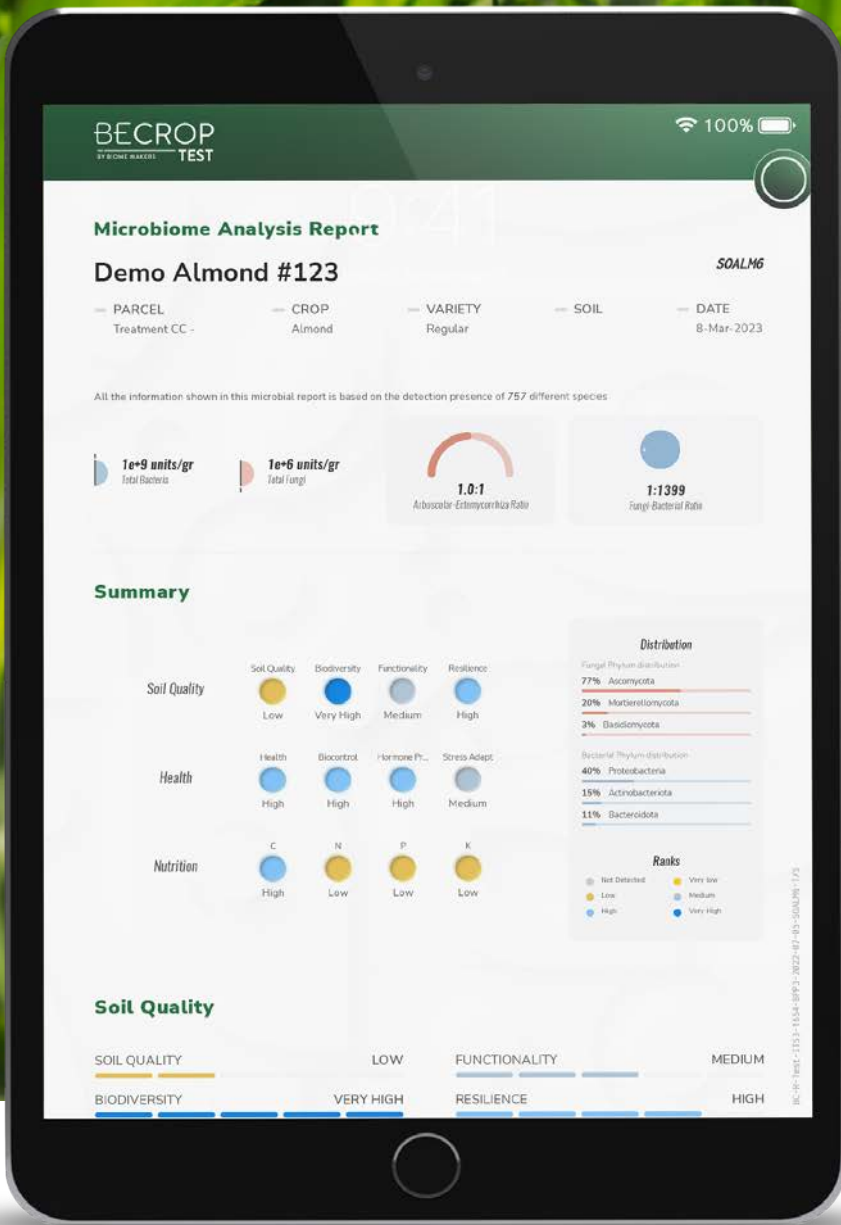 BECROP
BY BIOME MAKERS TEST
100%
9:41
Microbiome Analysis Report
Demo Almond #123
SOALM6
PARCEL
Treatment CC -
CROP
Almond
VARIETY
Regular
SOIL
DATE
8-Mar-2023
All the information shown in this microbial report is based on the detection presence of 757 different species
1e+9 units/gr
Total Bacteria
1e+6 units/gr
Total Fungi
1.0:1
Arbuscular-Ectomycorrhiza Ratio
1:1399
Fungi-Bacterial Ratio
Summary
Soil Quality
Soil Quality
Low
Biodiversity
Very High
Functionality
Medium
Resilience
High
Health
Health
High
Biocontrol
High
Hormone Pr...
High
Stress Adapt
Medium
Nutrition
C
High
N
Low
P
Low
K
Low
Distribution
Fungal Phylum distribution
77% Ascomycota
20% Mortierellomycota
3% Basidiomycota
Bacterial Phylum distribution
40% Proteobacteria
15% Actinobacteriota
11% Bacteroidota
Ranks
Not Detected
Very low
Low
Medium
High
Very High
Soil Quality
SOIL QUALITY LOW
FUNCTIONALITY MEDIUM
BIODIVERSITY VERY HIGH
RESILIENCE HIGH